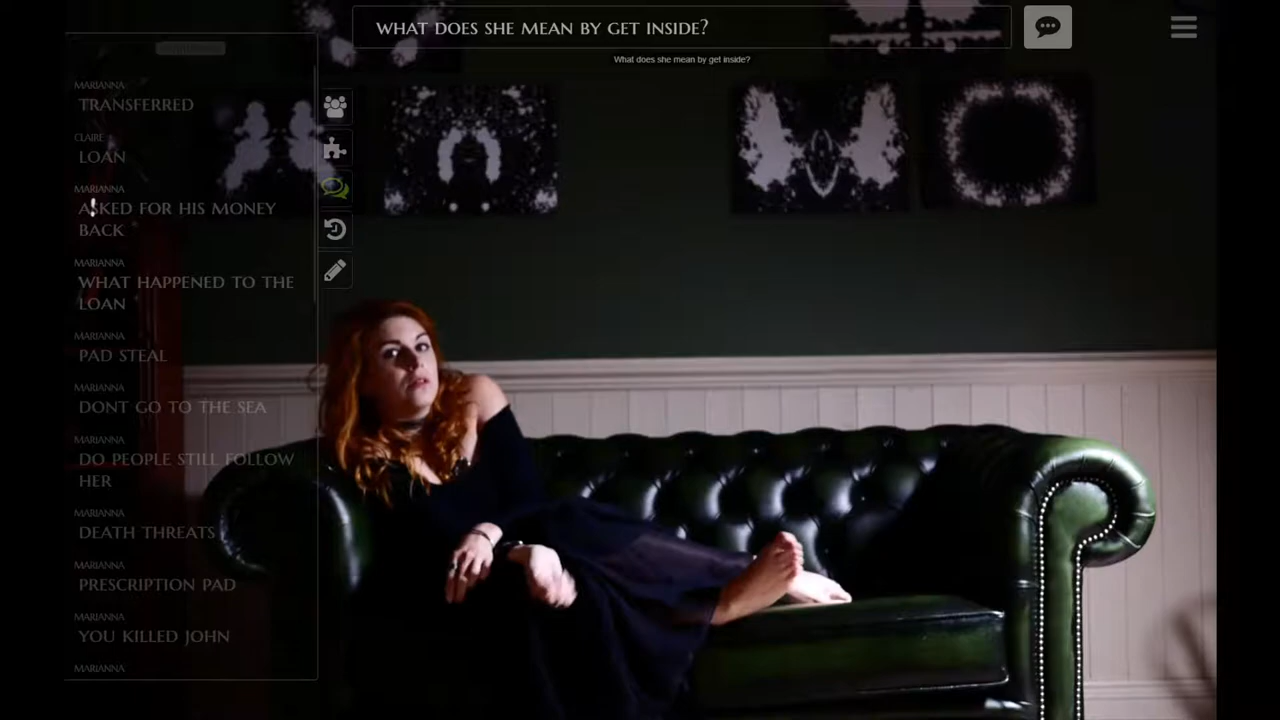 WHAT DOES SHE MEAN BY GET INSIDE?
What does she mean by get inside?
MARIANNA
TRANSFERRED
CLAIRE
LOAN
MARIANNA
ASKED FOR HIS MONEY
BACK
MARIANNA
WHAT HAPPENED TO THE
LOAN
MARIANNA
PAD STEAL
MARIANNA
DONT GO TO THE SEA
MARIANNA
DO PEOPLE STILL FOLLOW
HER
MARIANNA
DEATH THREATS
MARIANNA
PRESCRIPTION PAD
MARIANNA
YOU KILLED JOHN
MARIANNA